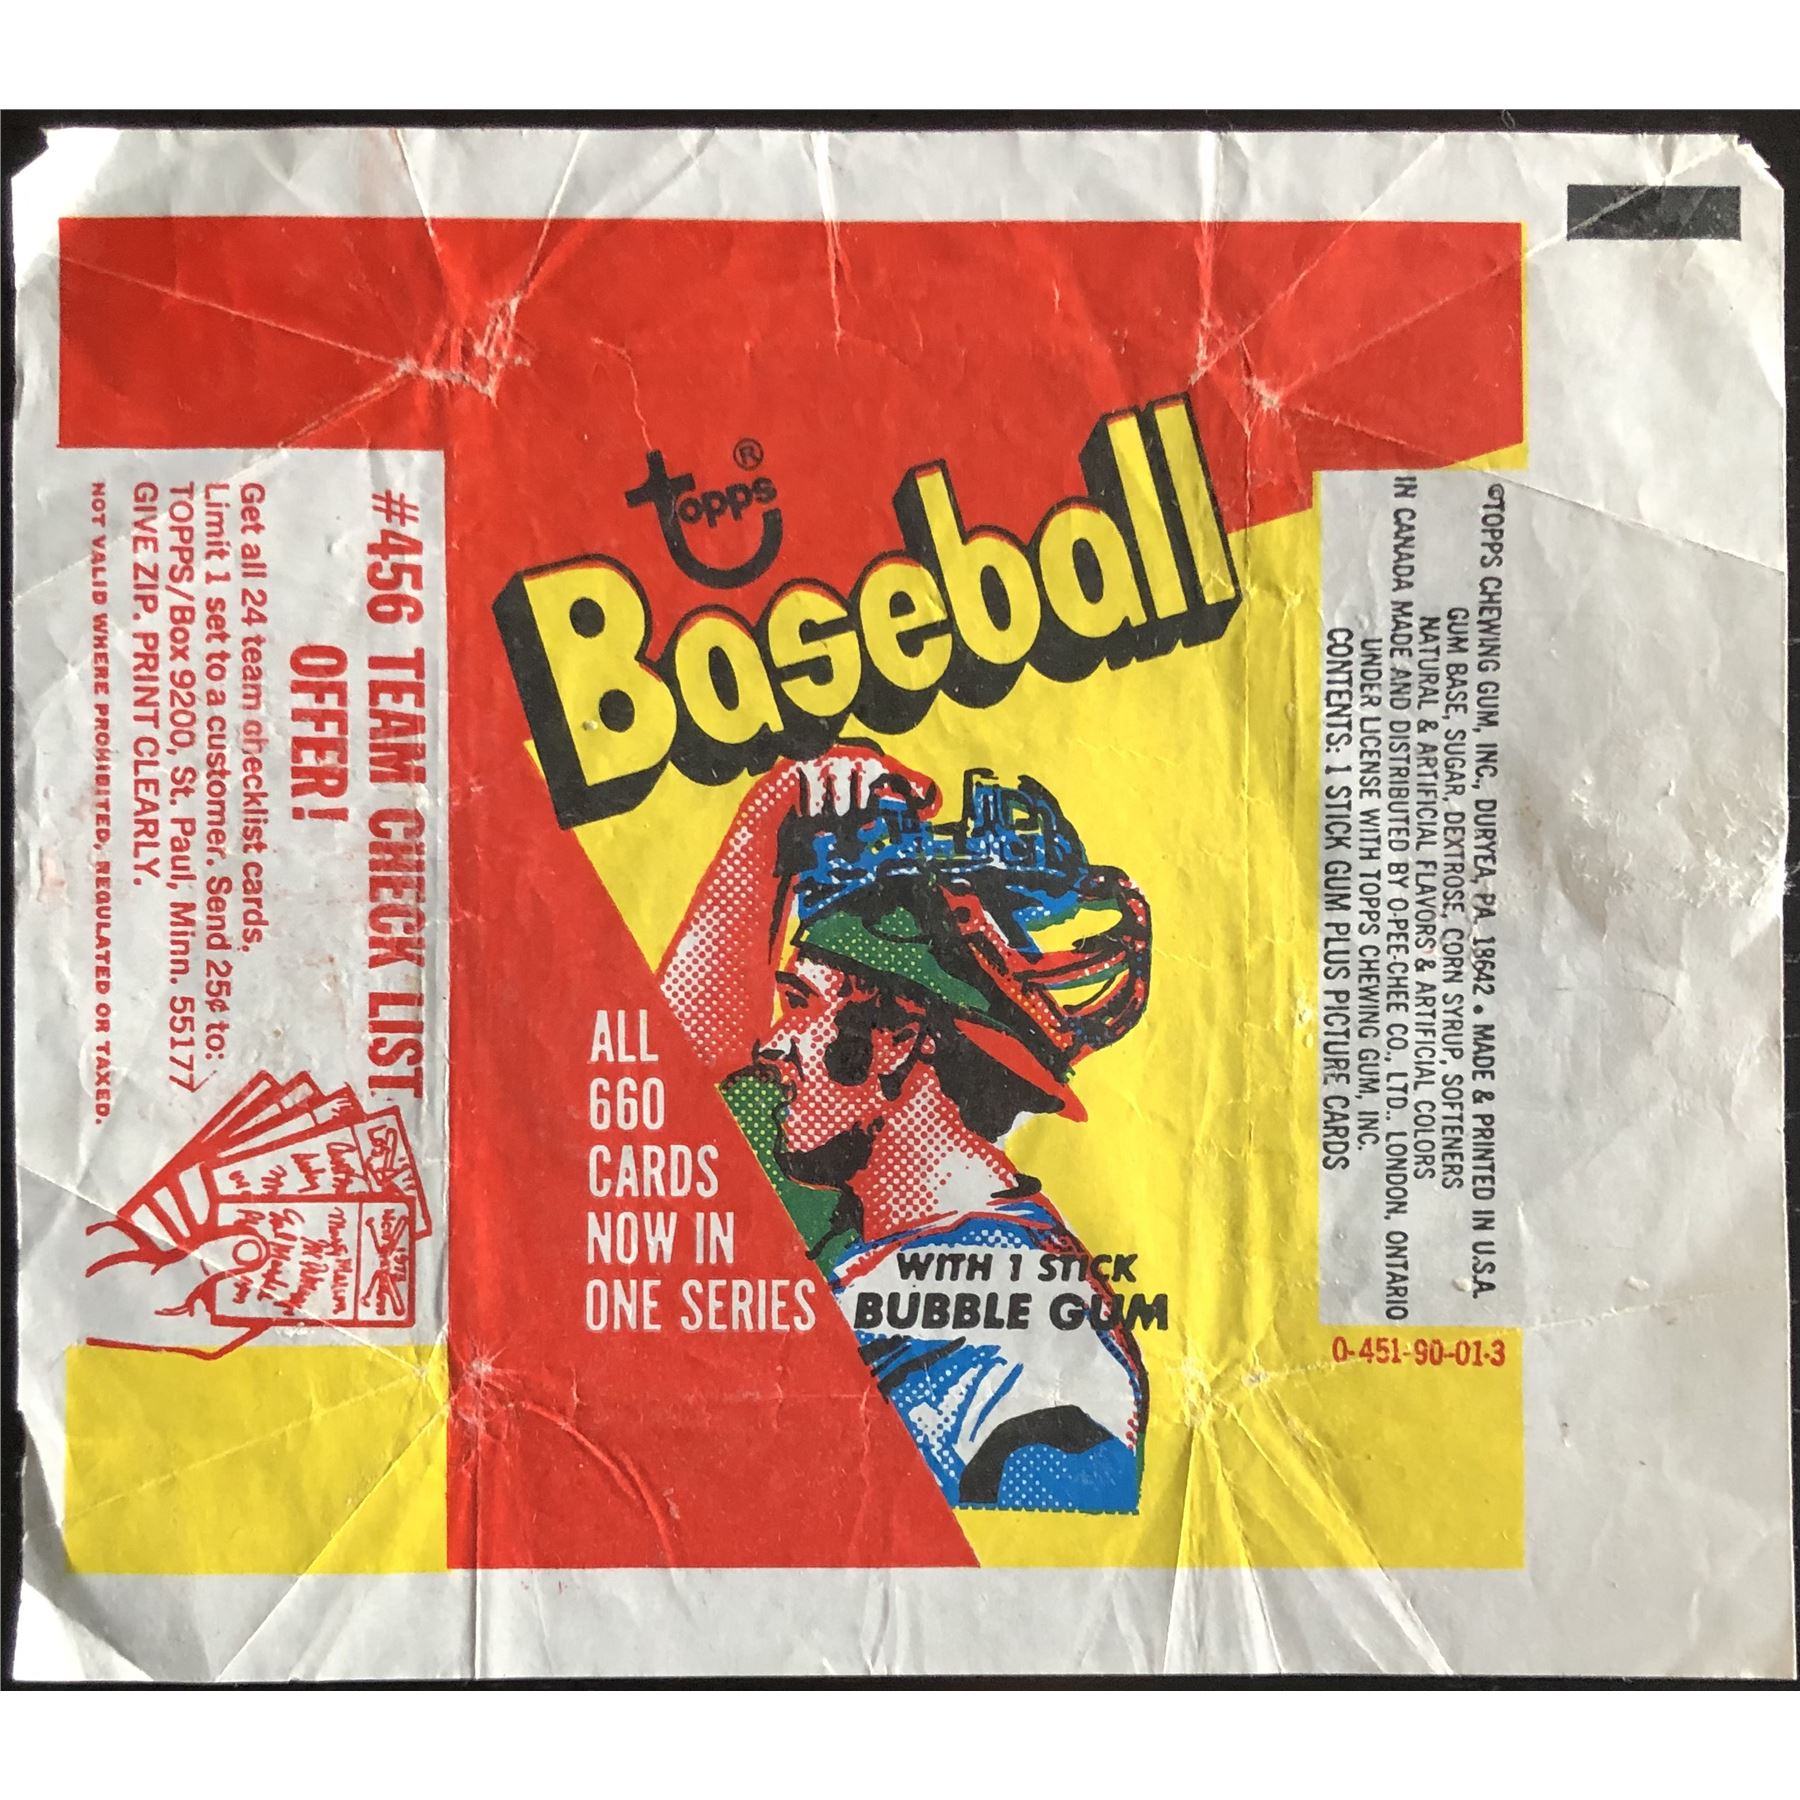 topps®
Baseball
ALL
660
CARDS
NOW IN
ONE SERIES
WITH 1 STICK
BUBBLE GUM
#456 TEAM CHECK LIST
OFFER!
Get all 24 team checklist cards.
Limit 1 set to a customer. Send 25¢ to:
TOPPS/Box 9200, St. Paul, Minn. 55177
GIVE ZIP. PRINT CLEARLY.
NOT VALID WHERE PROHIBITED, REGULATED OR TAXED.
©TOPPS CHEWING GUM, INC., DURYEA, PA. 18642 • MADE & PRINTED IN U.S.A.
GUM BASE, SUGAR, DEXTROSE, CORN SYRUP, SOFTENERS
NATURAL & ARTIFICIAL FLAVORS & ARTIFICIAL COLORS
IN CANADA MADE AND DISTRIBUTED BY O-PEE-CHEE CO., LTD., LONDON, ONTARIO
UNDER LICENSE WITH TOPPS CHEWING GUM, INC.
CONTENTS: 1 STICK GUM PLUS PICTURE CARDS
0-451-90-01-3